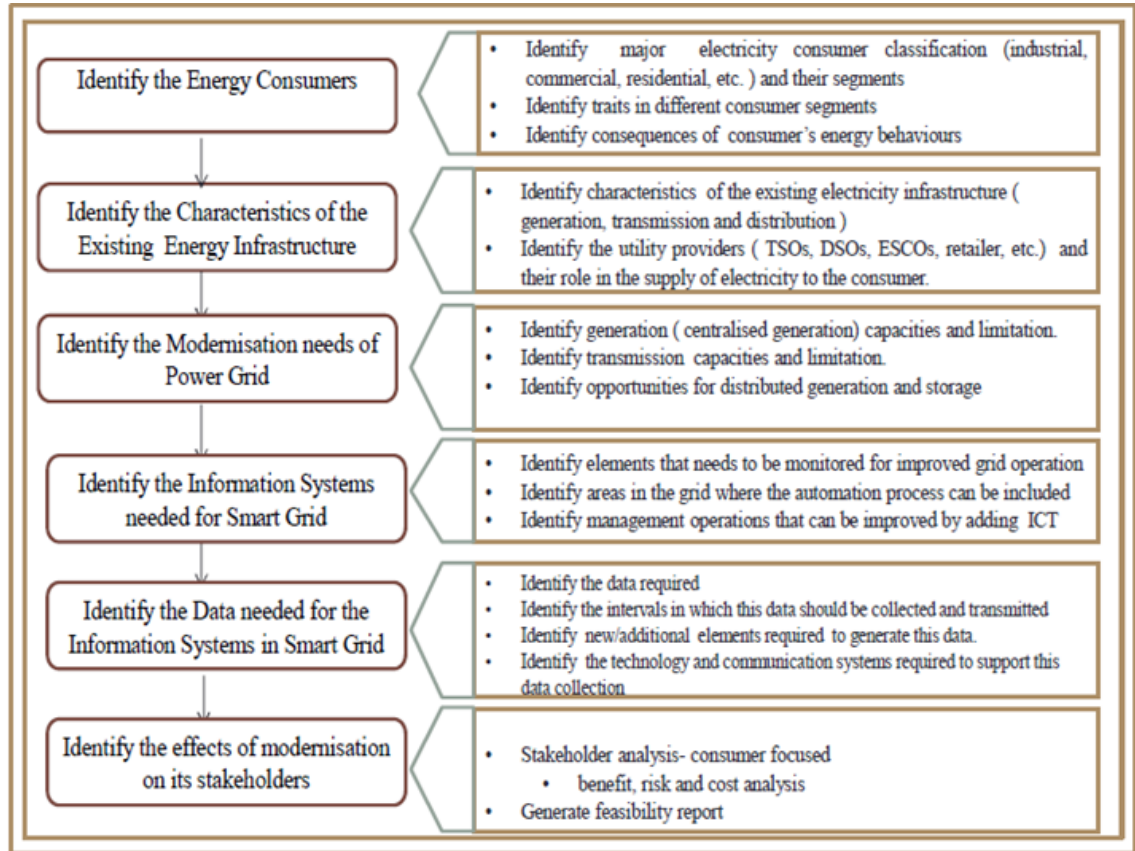 Identify the Energy Consumers
• Identify major electricity consumer classification (industrial,
commercial, residential, etc. ) and their segments
• Identify traits in different consumer segments
• Identify consequences of consumer's energy behaviours
Identify the Characteristics of the
Existing Energy Infrastructure
• Identify characteristics of the existing electricity infrastructure (
generation, transmission and distribution )
• Identify the utility providers ( TSOs, DSOs, ESCOs, retailer, etc.) and
their role in the supply of electricity to the consumer.
Identify the Modernisation needs of
Power Grid
• Identify generation ( centralised generation) capacities and limitation.
• Identify transmission capacities and limitation.
• Identify opportunities for distributed generation and storage
Identify the Information Systems
needed for Smart Grid
• Identify elements that needs to be monitored for improved grid operation
• Identify areas in the grid where the automation process can be included
• Identify management operations that can be improved by adding ICT
Identify the Data needed for the
Information Systems in Smart Grid
• Identify the data required
• Identify the intervals in which this data should be collected and transmitted
• Identify new/additional elements required to generate this data.
• Identify the technology and communication systems required to support this
data collection
Identify the effects of modernisation
on its stakeholders
• Stakeholder analysis- consumer focused
• benefit, risk and cost analysis
• Generate feasibility report